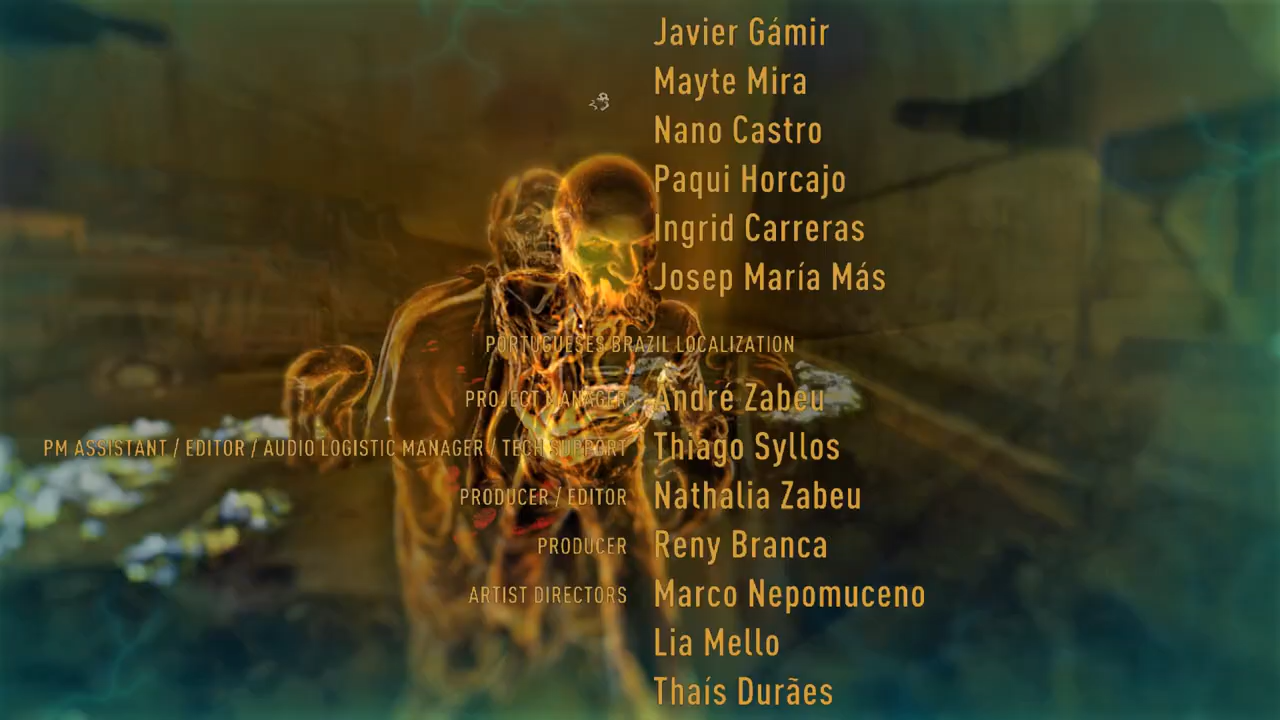 Javier Gámir
Mayte Mira
Nano Castro
Paqui Horcajo
Ingrid Carreras
Josep María Más
PORTUGUESES BRAZIL LOCALIZATION
PROJECT MANAGER André Zabeu
PM ASSISTANT / EDITOR / AUDIO LOGISTIC MANAGER / TECH SUPPORT Thiago Syllos
PRODUCER / EDITOR Nathalia Zabeu
PRODUCER Reny Branca
ARTIST DIRECTORS Marco Nepomuceno
Lia Mello
Thaís Durães